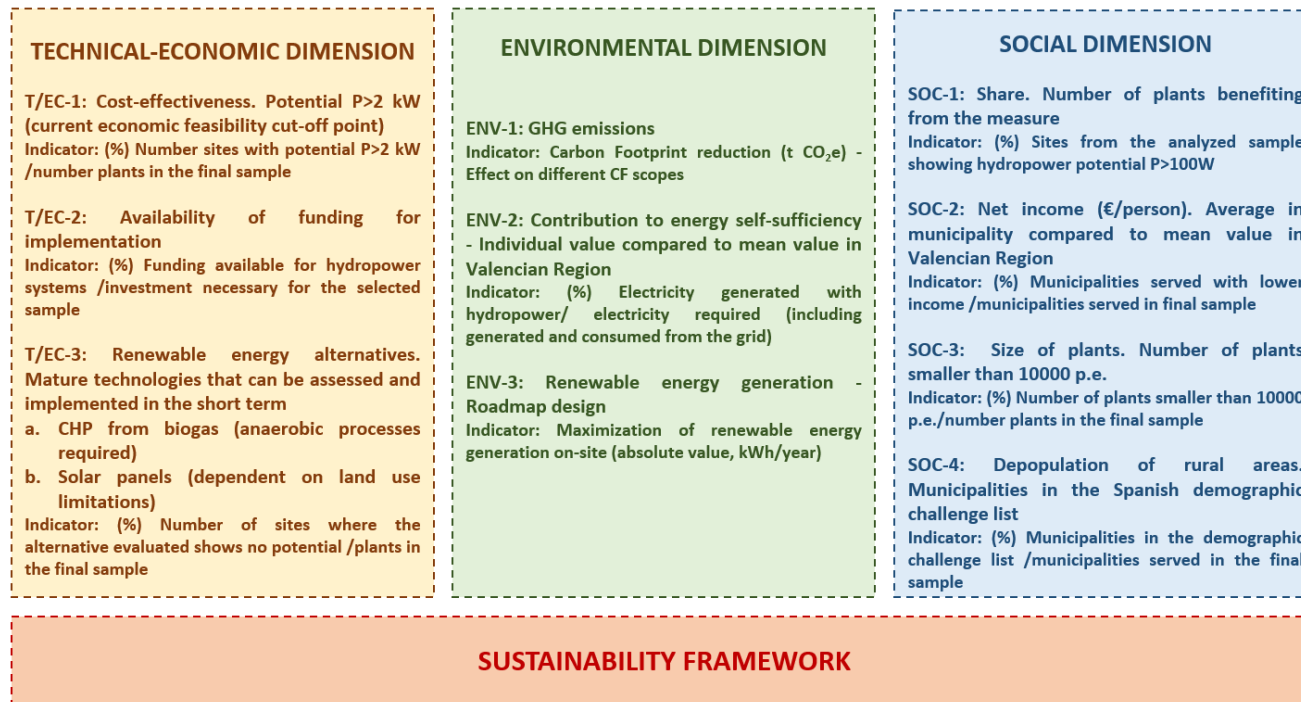 TECHNICAL-ECONOMIC DIMENSION
T/EC-1: Cost-effectiveness. Potential P>2 kW
(current economic feasibility cut-off point)
Indicator: (%) Number sites with potential P>2 kW
/number plants in the final sample
T/EC-2: Availability of funding for
implementation
Indicator: (%) Funding available for hydropower
systems /investment necessary for the selected
sample
T/EC-3: Renewable energy alternatives.
Mature technologies that can be assessed and
implemented in the short term
a. CHP from biogas (anaerobic processes
required)
b. Solar panels (dependent on land use
limitations)
Indicator: (%) Number of sites where the
alternative evaluated shows no potential /plants in
the final sample
ENVIRONMENTAL DIMENSION
ENV-1: GHG emissions
Indicator: Carbon Footprint reduction (t CO₂e) -
Effect on different CF scopes
ENV-2: Contribution to energy self-sufficiency
- Individual value compared to mean value in
Valencian Region
Indicator: (%) Electricity generated with
hydropower/ electricity required (including
generated and consumed from the grid)
ENV-3: Renewable energy generation -
Roadmap design
Indicator: Maximization of renewable energy
generation on-site (absolute value, kWh/year)
SOCIAL DIMENSION
SOC-1: Share. Number of plants benefiting
from the measure
Indicator: (%) Sites from the analyzed sample
showing hydropower potential P>100W
SOC-2: Net income (€/person). Average in
municipality compared to mean value in
Valencian Region
Indicator: (%) Municipalities served with lower
income /municipalities served in final sample
SOC-3: Size of plants. Number of plants
smaller than 10000 p.e.
Indicator: (%) Number of plants smaller than 10000
p.e./number plants in the final sample
SOC-4: Depopulation of rural areas.
Municipalities in the Spanish demographic
challenge list
Indicator: (%) Municipalities in the demographic
challenge list /municipalities served in the final
sample
SUSTAINABILITY FRAMEWORK